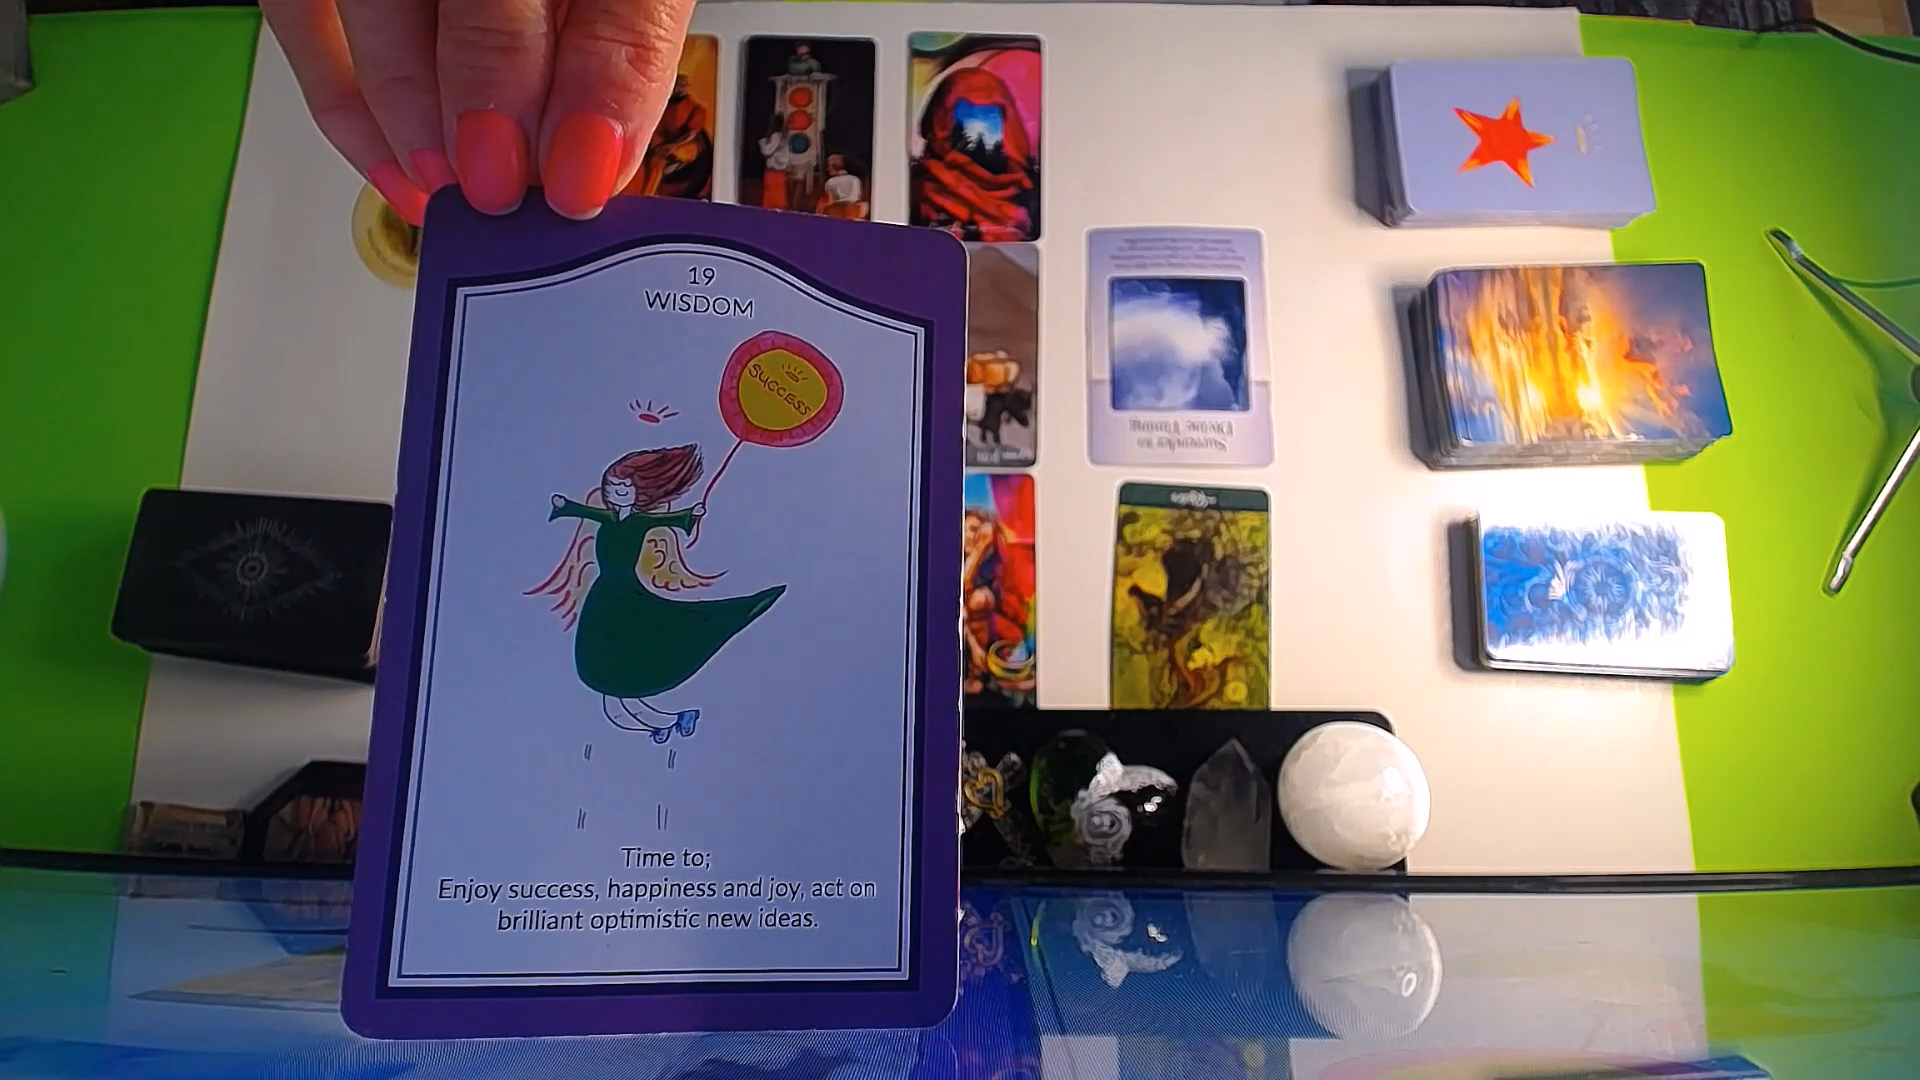 19
WISDOM
SUCCESS
Time to;
Enjoy success, happiness and joy, act on
brilliant optimistic new ideas.
Surrender to
Divine Timing